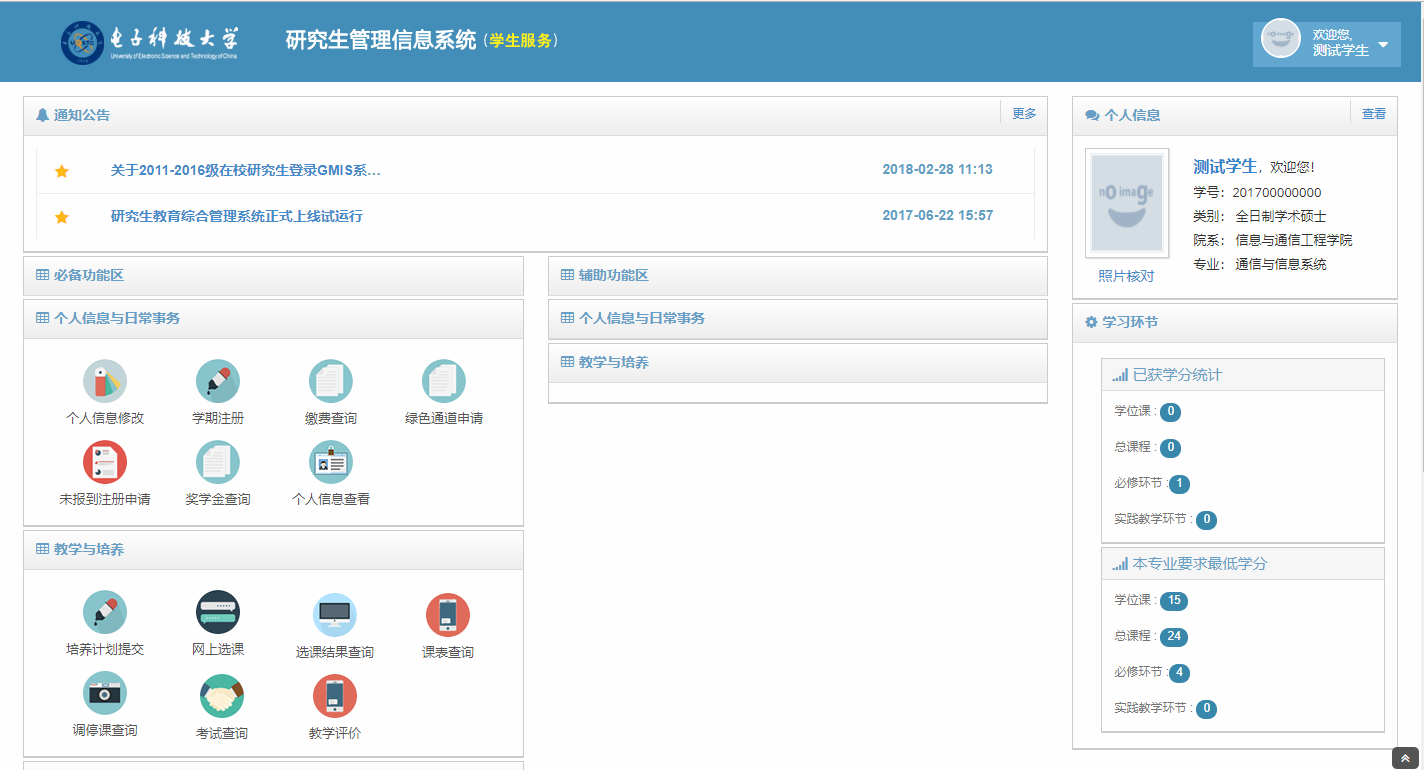 电子科技大学
University of Electronic Science and Technology of China
研究生管理信息系统 (学生服务)
欢迎您,
测试学生
通知公告
更多
关于2011-2016级在校研究生登录GMIS系...
2018-02-28 11:13
研究生教育综合管理系统正式上线试运行
2017-06-22 15:57
必备功能区
个人信息与日常事务
个人信息修改
学期注册
缴费查询
绿色通道申请
未报到注册申请
奖学金查询
个人信息查看
教学与培养
培养计划提交
网上选课
选课结果查询
课表查询
调停课查询
考试查询
教学评价
辅助功能区
个人信息与日常事务
教学与培养
个人信息
查看
no image
照片核对
测试学生，欢迎您!
学号：201700000000
类别： 全日制学术硕士
院系： 信息与通信工程学院
专业： 通信与信息系统
学习环节
已获学分统计
学位课 : 0
总课程 : 0
必修环节 : 1
实践教学环节 : 0
本专业要求最低学分
学位课 : 15
总课程 : 24
必修环节 : 4
实践教学环节 : 0